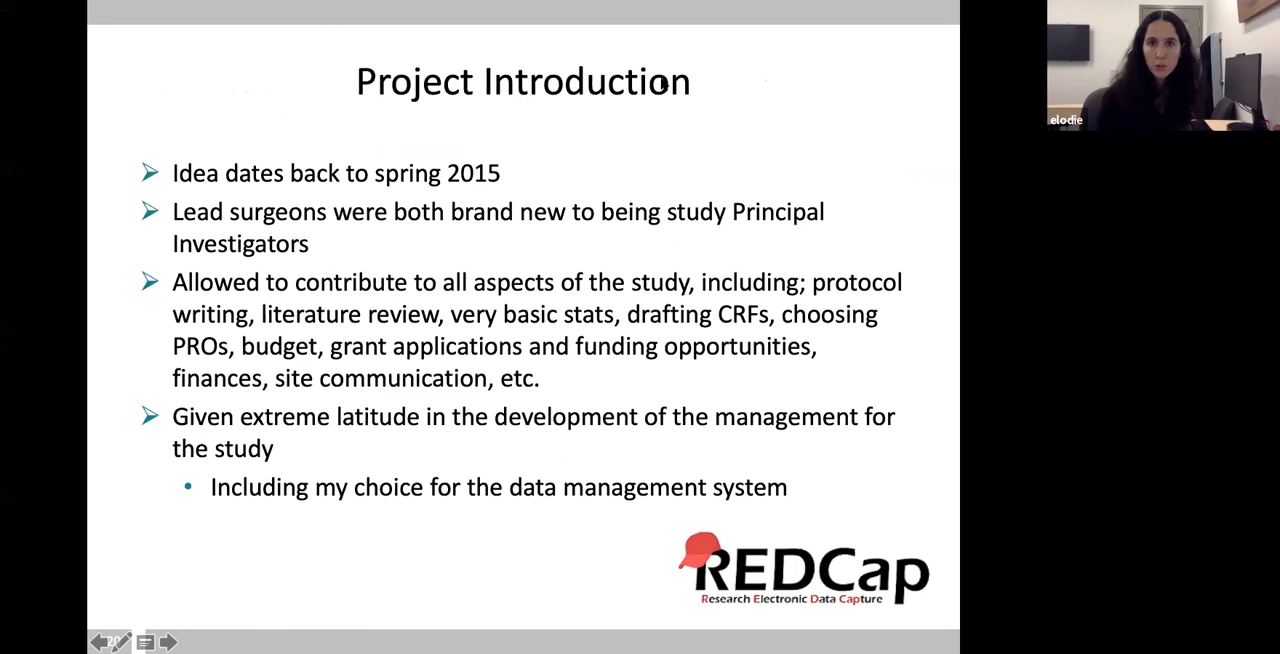 Project Introduction
elodie
Idea dates back to spring 2015
Lead surgeons were both brand new to being study Principal
Investigators
Allowed to contribute to all aspects of the study, including; protocol
writing, literature review, very basic stats, drafting CRFs, choosing
PROs, budget, grant applications and funding opportunities,
finances, site communication, etc.
Given extreme latitude in the development of the management for
the study
Including my choice for the data management system
REDCap
Research Electronic Data Capture